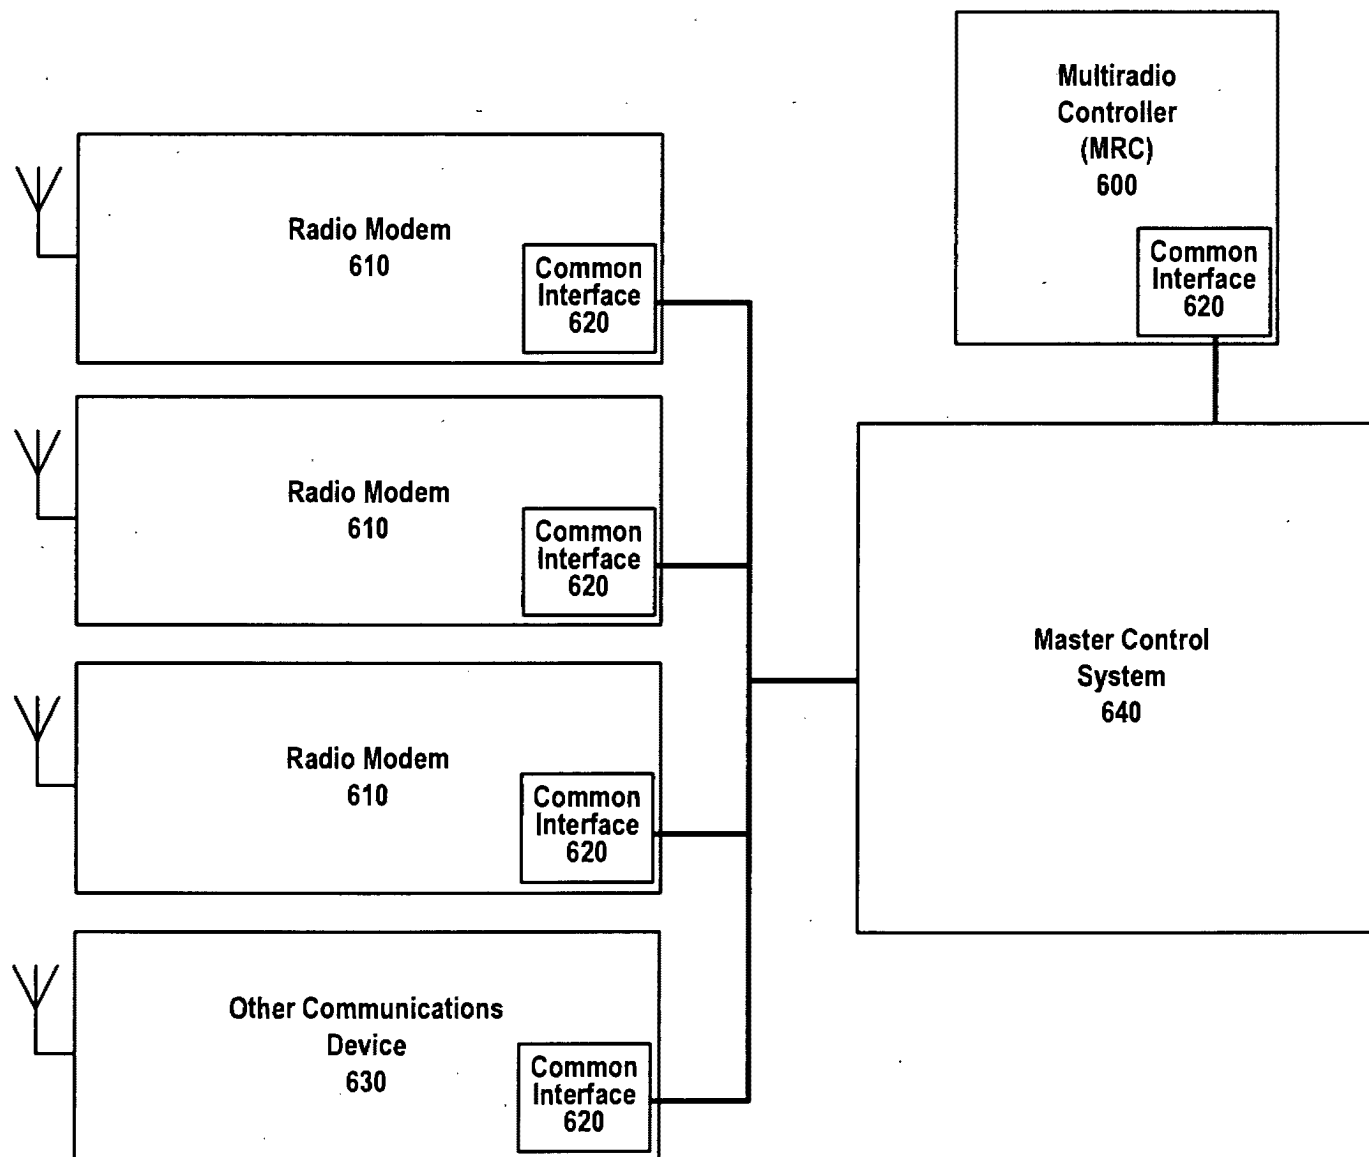 Multiradio
Controller
(MRC)
600
Common
Interface
620
Radio Modem
610
Common
Interface
620
Radio Modem
610
Common
Interface
620
Radio Modem
610
Common
Interface
620
Other Communications
Device
630
Common
Interface
620
Master Control
System
640